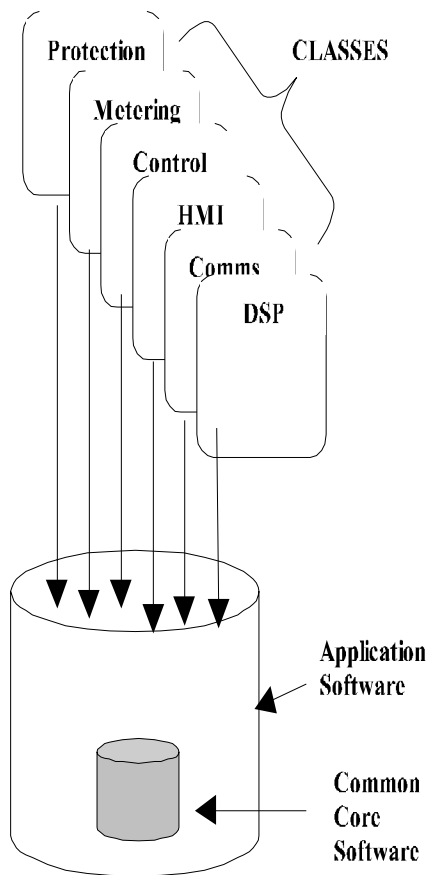 Protection
CLASSES
Metering
Control
HMI
Comms
DSP
Application
Software
Common
Core
Software